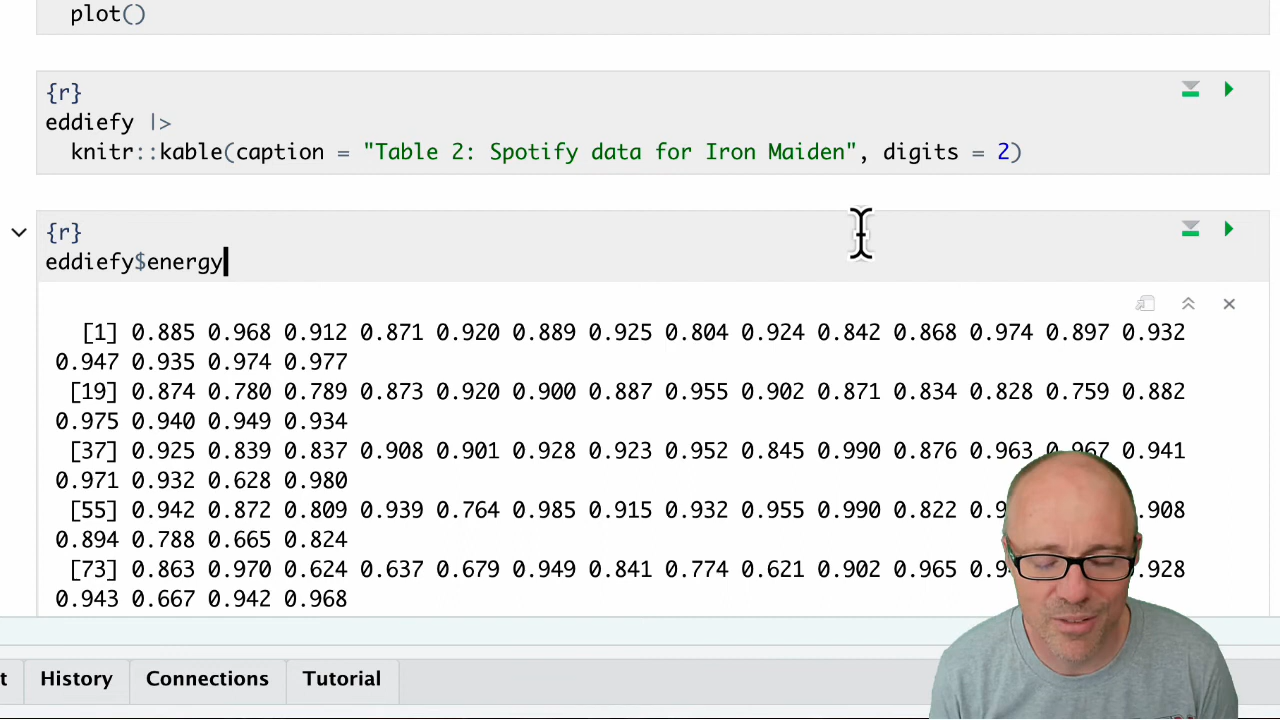 plot()
{r}
eddiefy |>
knitr::kable(caption = "Table 2: Spotify data for Iron Maiden", digits = 2)
{r}
eddiefy$energy
[1] 0.885 0.968 0.912 0.871 0.920 0.889 0.925 0.804 0.924 0.842 0.868 0.974 0.897 0.932
0.947 0.935 0.974 0.977
[19] 0.874 0.780 0.789 0.873 0.920 0.900 0.887 0.955 0.902 0.871 0.834 0.828 0.759 0.882
0.975 0.940 0.949 0.934
[37] 0.925 0.839 0.837 0.908 0.901 0.928 0.923 0.952 0.845 0.990 0.876 0.963 0.967 0.941
0.971 0.932 0.628 0.980
[55] 0.942 0.872 0.809 0.939 0.764 0.985 0.915 0.932 0.955 0.990 0.822 .908
0.894 0.788 0.665 0.824
[73] 0.863 0.970 0.624 0.637 0.679 0.949 0.841 0.774 0.621 0.902 0.965 .928
0.943 0.667 0.942 0.968
t History Connections Tutorial